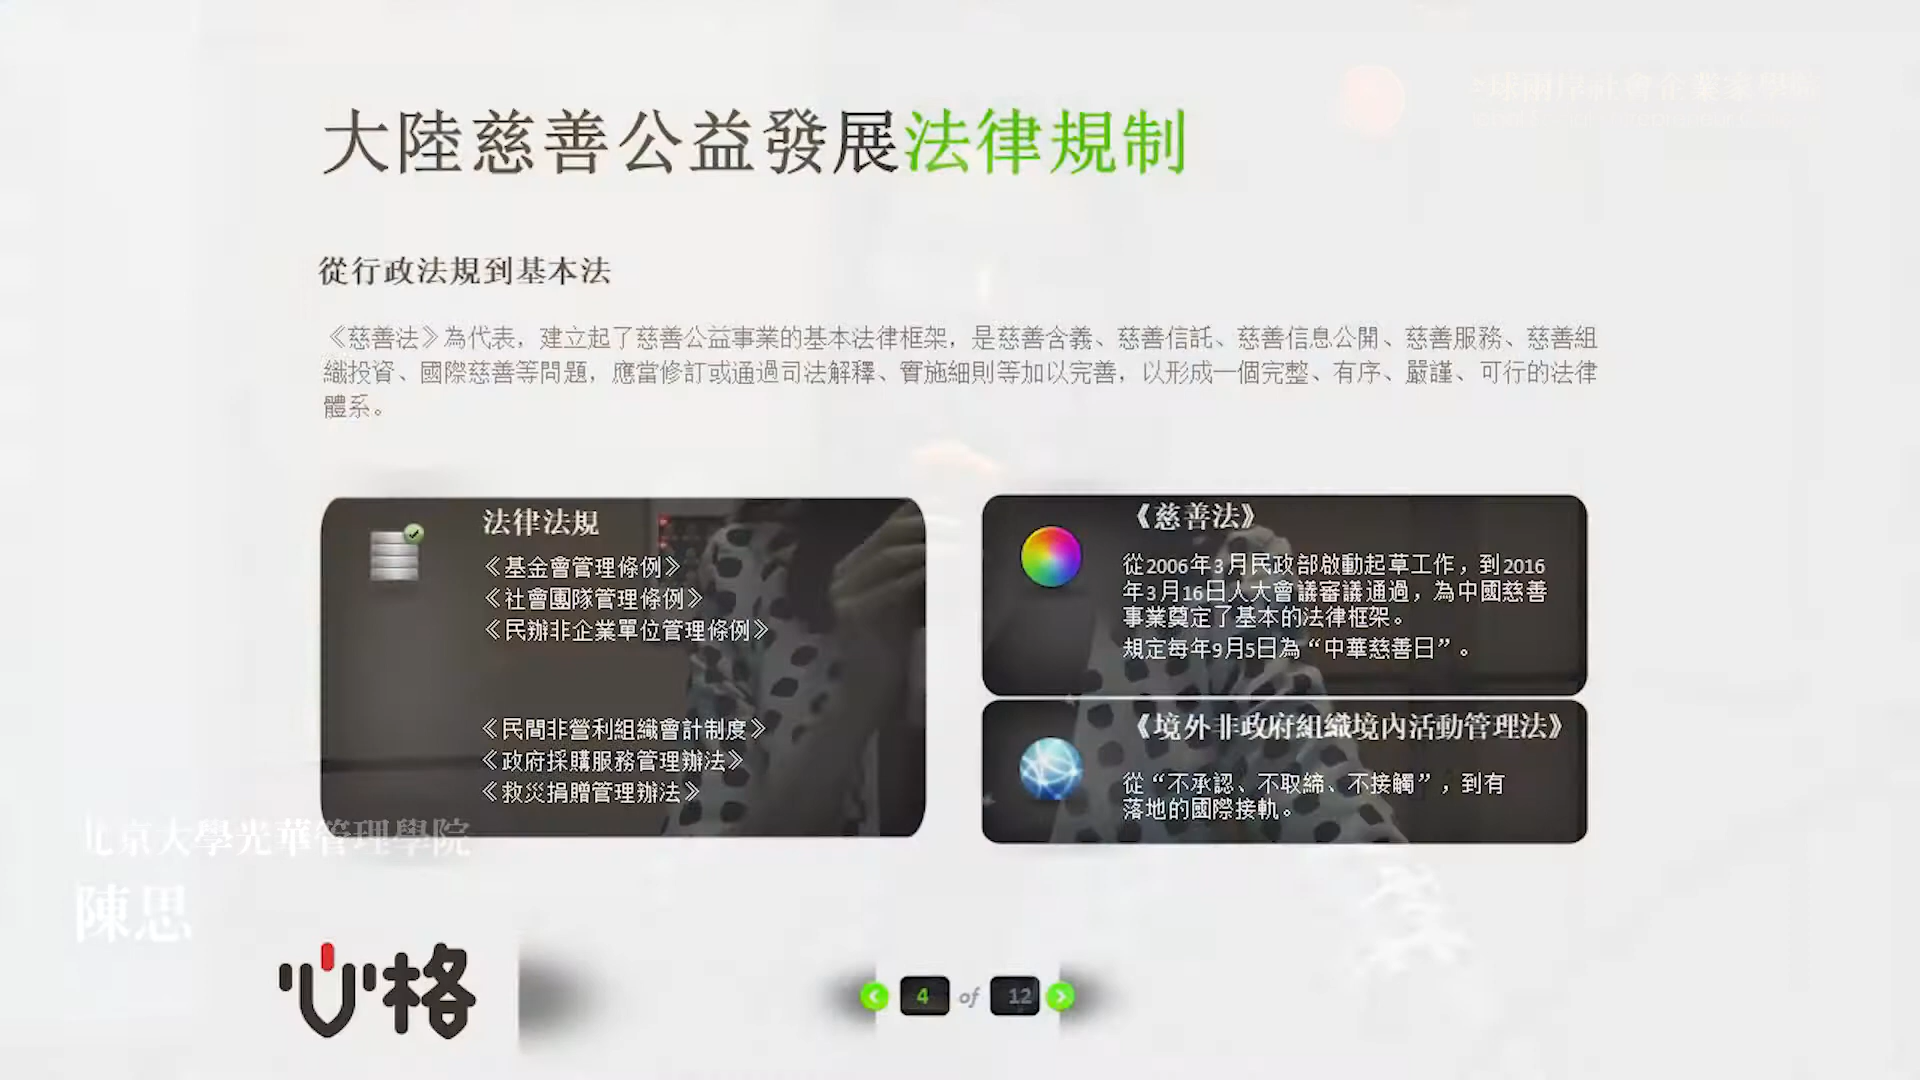 球兩岸社會企業家學院
大陸慈善公益發展法律規制
從行政法規到基本法
《慈善法》為代表，建立起了慈善公益事業的基本法律框架，是慈善含義、慈善信託、慈善信息公開、慈善服務、慈善組
織投資、國際慈善等問題，應當修訂或通過司法解釋、實施細則等加以完善，以形成一個完整、有序、嚴謹、可行的法律
體系。
法律法規
《基金會管理條例》
《社會團隊管理條例》
《民辦非企業單位管理條例》
《民間非營利組織會計制度》
《政府採購服務管理辦法》
《救災捐贈管理辦法》
《慈善法》
從2006年3月民政部啟動起草工作，到2016
年3月16日人大會議審議通過，為中國慈善
事業奠定了基本的法律框架。
規定每年9月5日為“中華慈善日”。
《境外非政府組織境內活動管理法》
從“不承認、不取締、不接觸”，到有
落地的國際接軌。
北京大學光華管理學院
陳思
心格
4 of 12